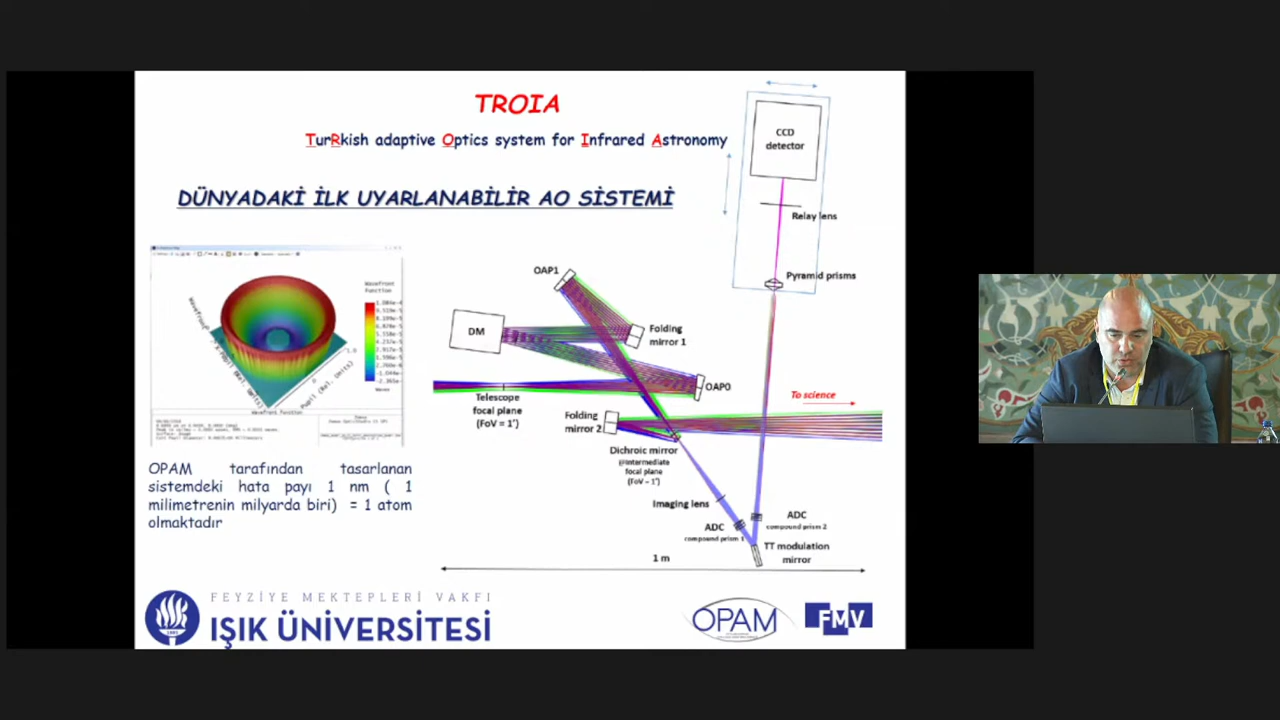 TROIA
TurRkish adaptive Optics system for Infrared Astronomy
DÜNYADAKİ İLK UYARLANABİLİR AO SİSTEMİ
CCD
detector
Relay lens
Pyramid prisms
OAP1
DM
Folding
mirror 1
OAP0
Telescope
focal plane
(FoV = 1')
To science
Folding
mirror 2
Dichroic mirror
@intermediate
focal plane
(FoV ~ 1')
Imaging lens
ADC
compound prism 1
ADC
compound prism 2
TT modulation
mirror
1 m
Wavefront
Function
Wavefront Function
OPAM tarafından tasarlanan
sistemdeki hata payı 1 nm ( 1
milimetrenin milyarda biri) = 1 atom
olmaktadır
FEYZİYE MEKTEPLERİ VAKFI
IŞIK ÜNİVERSİTESİ
OPAM
FMV